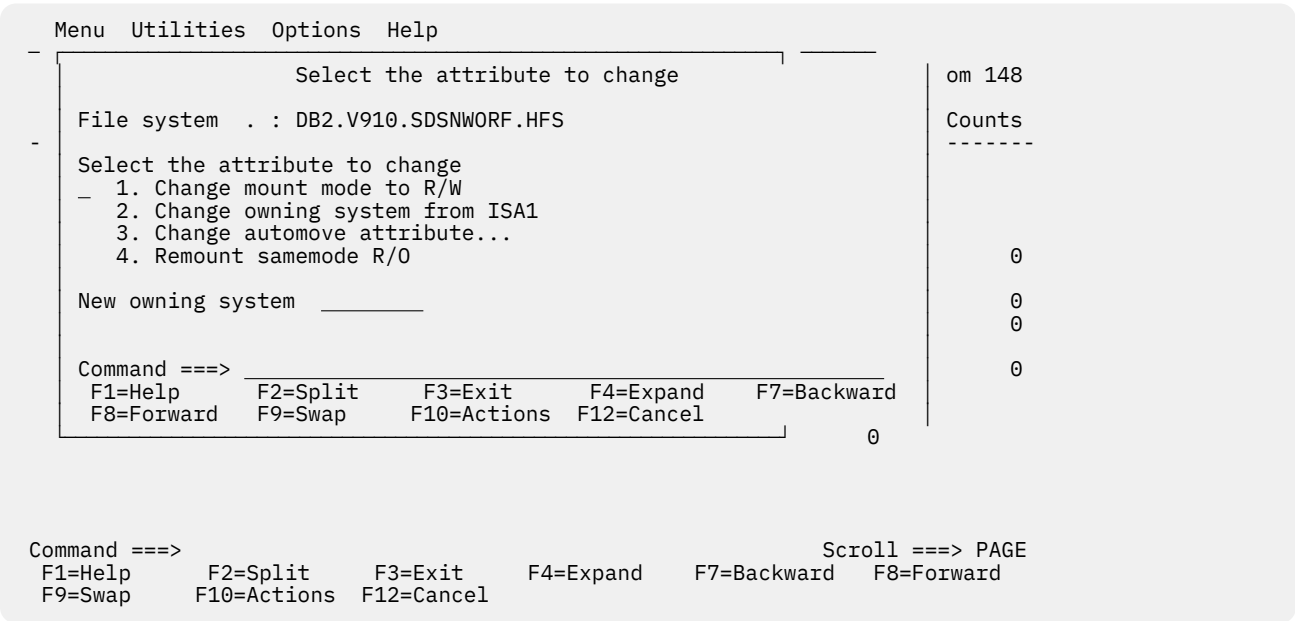 Menu  Utilities  Options  Help
Select the attribute to change  om 148
File system  . : DB2.V910.SDSNWORF.HFS  Counts
-  -------
Select the attribute to change
_  1. Change mount mode to R/W
2. Change owning system from ISA1
3. Change automove attribute...
4. Remount samemode R/O  0
New owning system  ________  0
0
Command ===> __________________________________________________  0
F1=Help  F2=Split  F3=Exit  F4=Expand  F7=Backward
F8=Forward  F9=Swap  F10=Actions  F12=Cancel
0
Command ===>  Scroll ===> PAGE
F1=Help  F2=Split  F3=Exit  F4=Expand  F7=Backward  F8=Forward
F9=Swap  F10=Actions  F12=Cancel